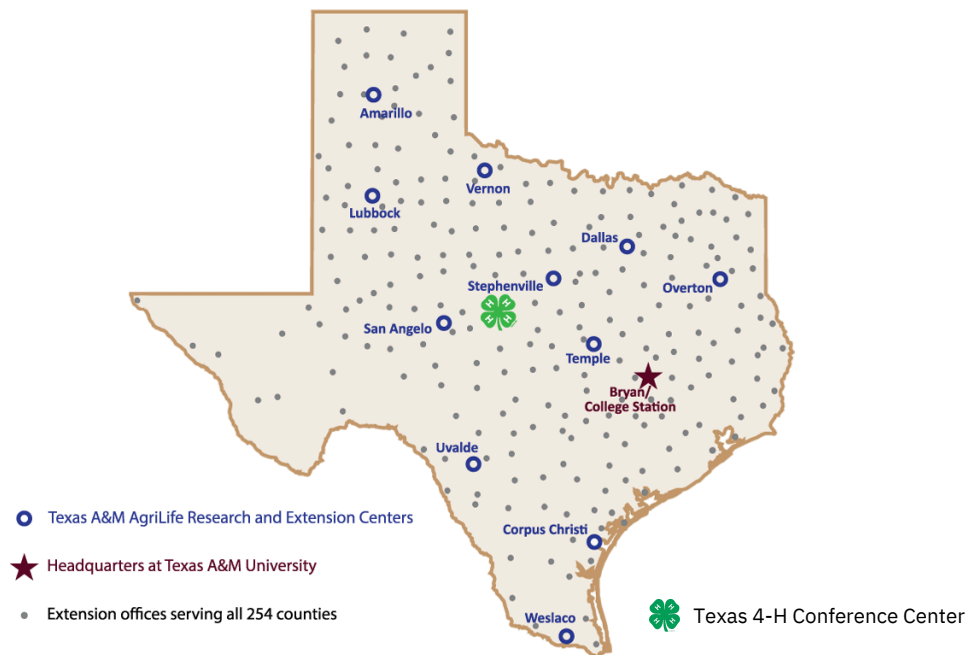 Amarillo
Vernon
Lubbock
Dallas
Stephenville
Overton
San Angelo
Temple
Bryan/
College Station
Uvalde
Corpus Christi
Weslaco
H H
H H
Texas A&M AgriLife Research and Extension Centers
Headquarters at Texas A&M University
Extension offices serving all 254 counties
H H
H H
Texas 4-H Conference Center